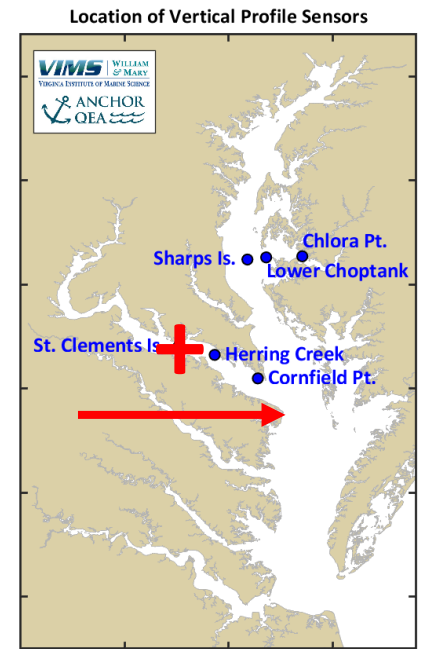 Location of Vertical Profile Sensors
VIMS | WILLIAM & MARY
VIRGINIA INSTITUTE OF MARINE SCIENCE
ANCHOR
QEA
Chlora Pt.
Sharps Is.
Lower Choptank
St. Clements Is
Herring Creek
Cornfield Pt.